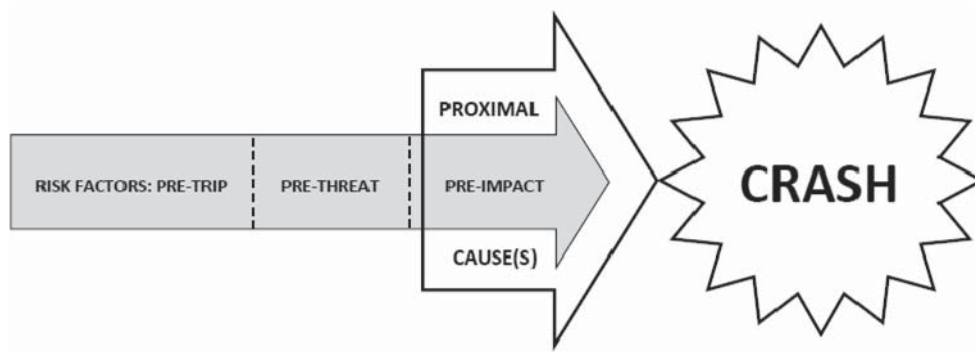 PROXIMAL
RISK FACTORS: PRE-TRIP
PRE-THREAT
PRE-IMPACT
CAUSE(S)
CRASH